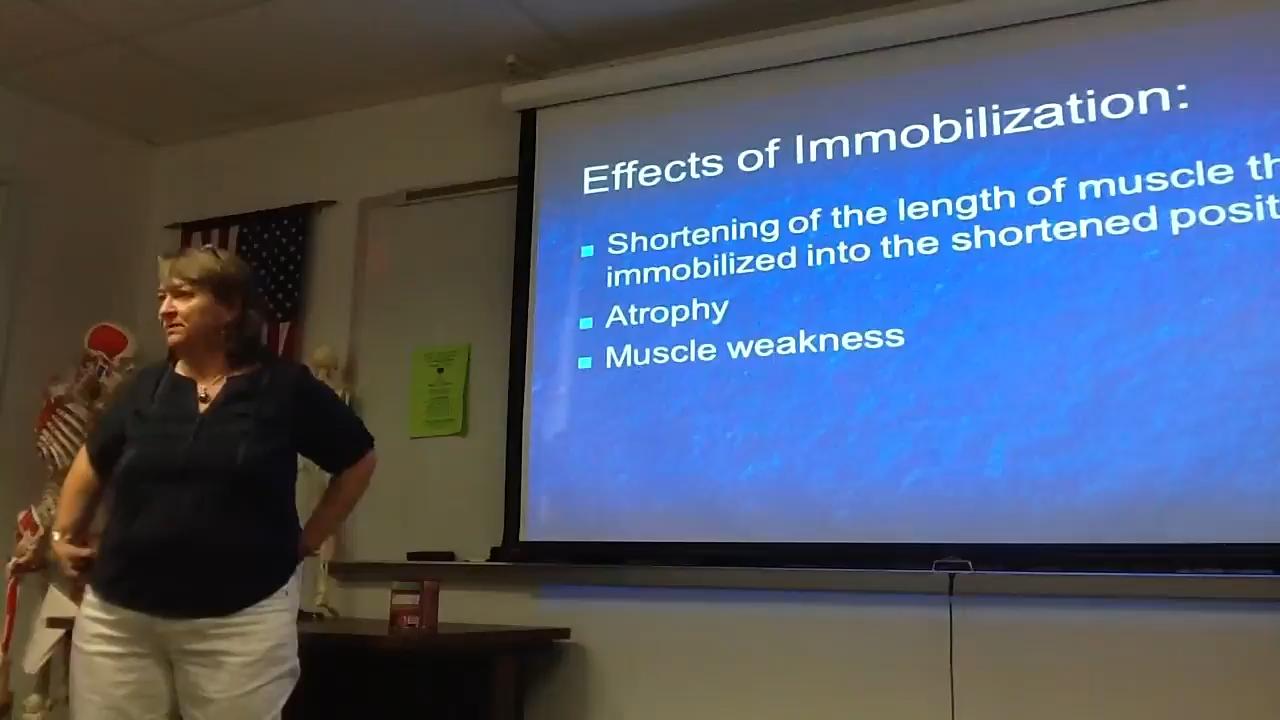 Effects of Immobilization:
Shortening of the length of muscle th
immobilized into the shortened posit
Atrophy
Muscle weakness